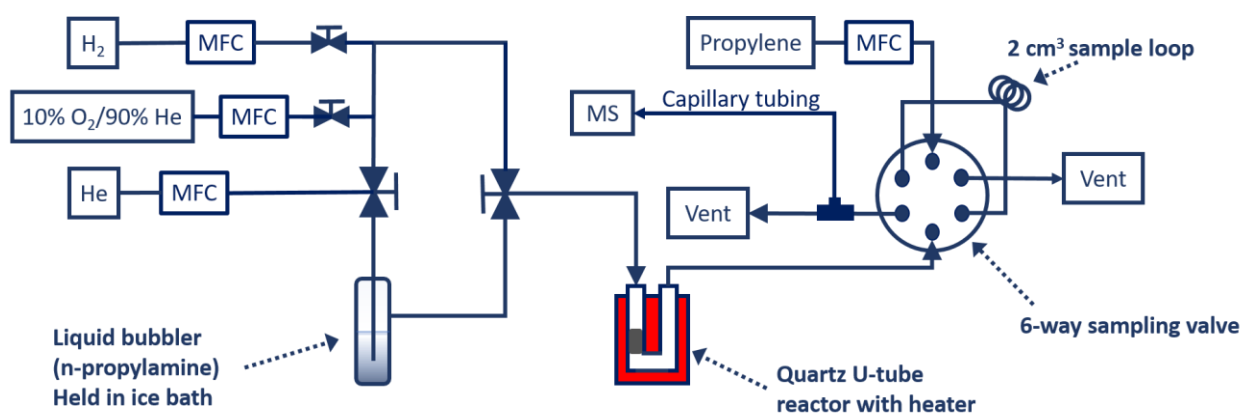 H₂
MFC
10% O₂/90% He
MFC
He
MFC
Liquid bubbler
(n-propylamine)
Held in ice bath
Propylene
MFC
2 cm³ sample loop
MS
Capillary tubing
Vent
Vent
6-way sampling valve
Quartz U-tube
reactor with heater